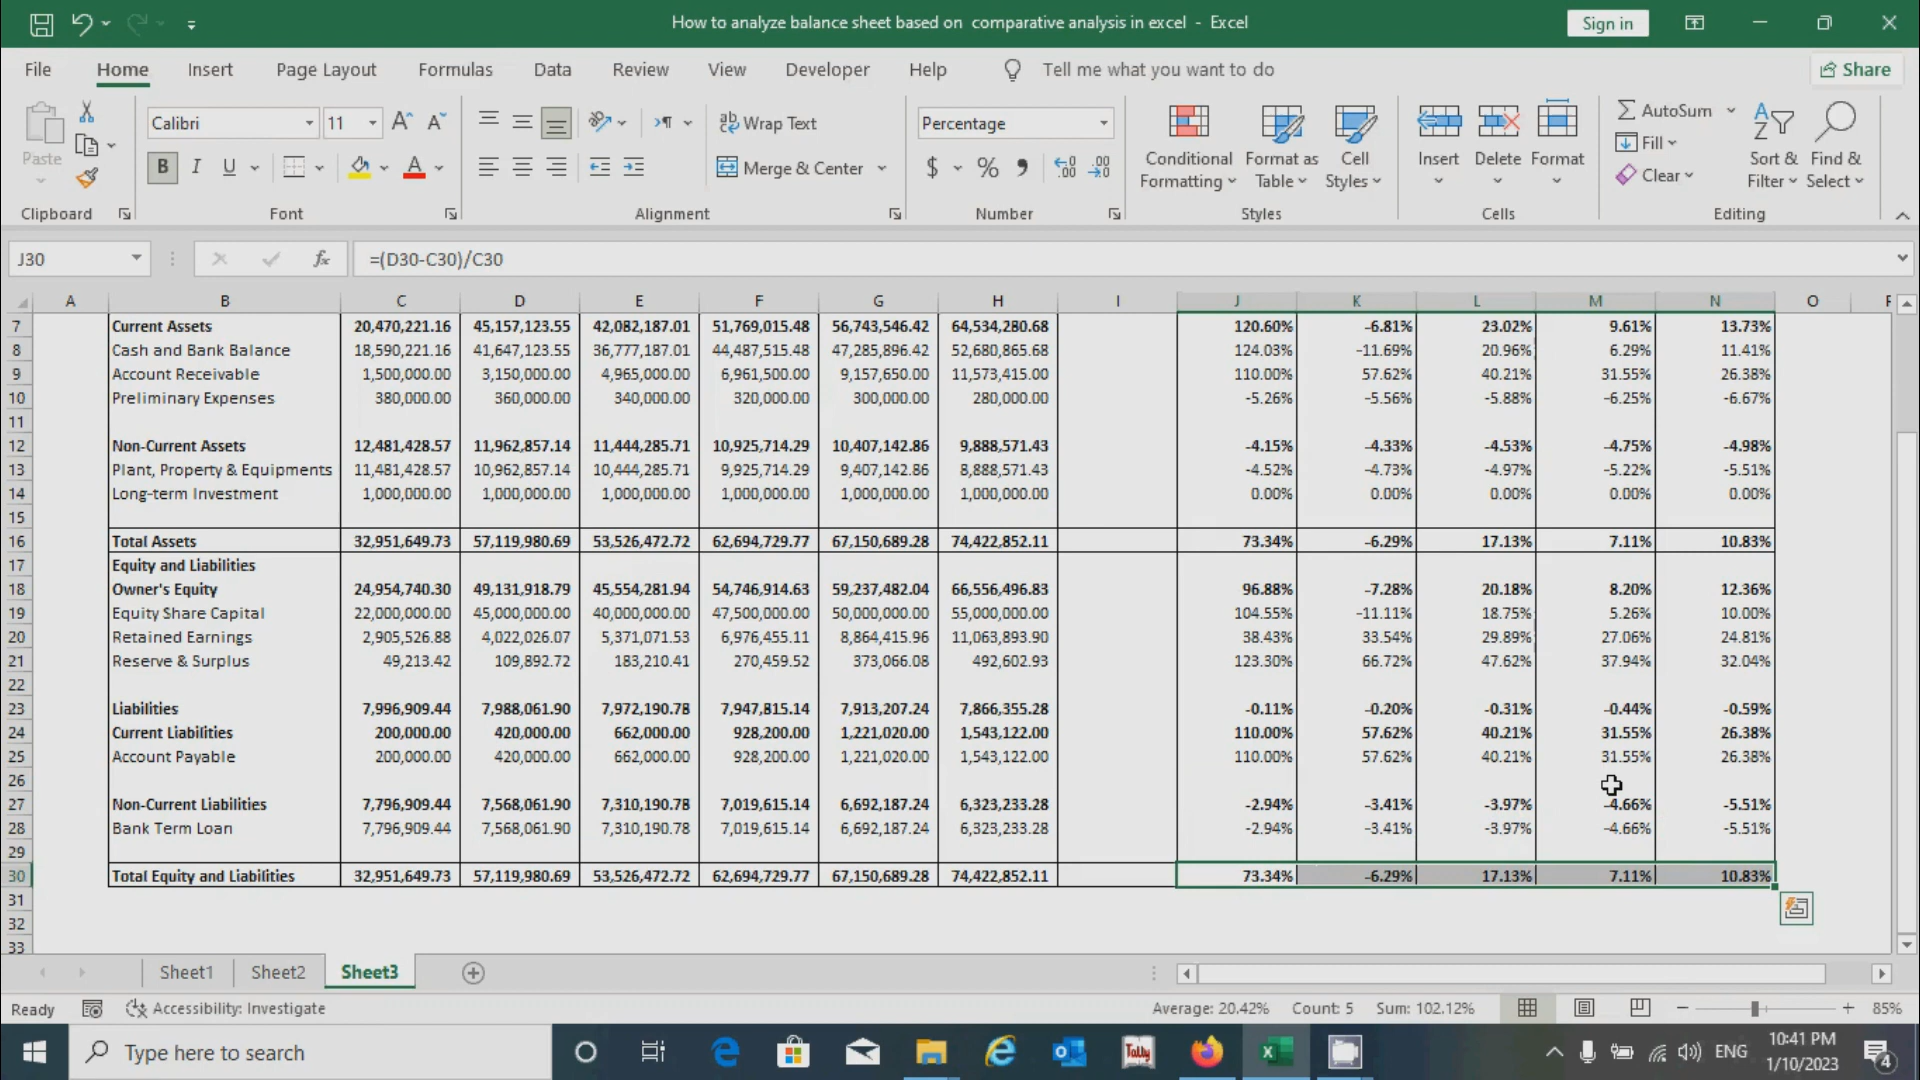 How to analyze balance sheet based on  comparative analysis in excel  -  Excel
Sign in
File Home Insert Page Layout Formulas Data Review View Developer Help Tell me what you want to do Share
Paste
Calibri 11 A A
B I U A
Wrap Text
Merge & Center
Percentage
$ % , .00 .00
Conditional Formatting
Format as Table
Cell Styles
Insert Delete Format
AutoSum
Fill
Clear
Sort & Filter
Find & Select
Clipboard Font Alignment Number Styles Cells Editing
J30 fx =(D30-C30)/C30
A B C D E F G H I J K L M N O
7 Current Assets 20,470,221.16 45,157,123.55 42,082,187.01 51,769,015.48 56,743,546.42 64,534,280.68 120.60% -6.81% 23.02% 9.61% 13.73%
8 Cash and Bank Balance 18,590,221.16 41,647,123.55 36,777,187.01 44,487,515.48 47,285,896.42 52,680,865.68 124.03% -11.69% 20.96% 6.29% 11.41%
9 Account Receivable 1,500,000.00 3,150,000.00 4,965,000.00 6,961,500.00 9,157,650.00 11,573,415.00 110.00% 57.62% 40.21% 31.55% 26.38%
10 Preliminary Expenses 380,000.00 360,000.00 340,000.00 320,000.00 300,000.00 280,000.00 -5.26% -5.56% -5.88% -6.25% -6.67%
11
12 Non-Current Assets 12,481,428.57 11,962,857.14 11,444,285.71 10,925,714.29 10,407,142.86 9,888,571.43 -4.15% -4.33% -4.53% -4.75% -4.98%
13 Plant, Property & Equipments 11,481,428.57 10,962,857.14 10,444,285.71 9,925,714.29 9,407,142.86 8,888,571.43 -4.52% -4.73% -4.97% -5.22% -5.51%
14 Long-term Investment 1,000,000.00 1,000,000.00 1,000,000.00 1,000,000.00 1,000,000.00 1,000,000.00 0.00% 0.00% 0.00% 0.00% 0.00%
15
16 Total Assets 32,951,649.73 57,119,980.69 53,526,472.72 62,694,729.77 67,150,689.28 74,422,852.11 73.34% -6.29% 17.13% 7.11% 10.83%
17 Equity and Liabilities
18 Owner's Equity 24,954,740.30 49,131,918.79 45,554,281.94 54,746,914.63 59,237,482.04 66,556,496.83 96.88% -7.28% 20.18% 8.20% 12.36%
19 Equity Share Capital 22,000,000.00 45,000,000.00 40,000,000.00 47,500,000.00 50,000,000.00 55,000,000.00 104.55% -11.11% 18.75% 5.26% 10.00%
20 Retained Earnings 2,905,526.88 4,022,026.07 5,371,071.53 6,976,455.11 8,864,415.96 11,063,893.90 38.43% 33.54% 29.89% 27.06% 24.81%
21 Reserve & Surplus 49,213.42 109,892.72 183,210.41 270,459.52 373,066.08 492,602.93 123.30% 66.72% 47.62% 37.94% 32.04%
22
23 Liabilities 7,996,909.44 7,988,061.90 7,972,190.78 7,947,815.14 7,913,207.24 7,866,355.28 -0.11% -0.20% -0.31% -0.44% -0.59%
24 Current Liabilities 200,000.00 420,000.00 662,000.00 928,200.00 1,221,020.00 1,543,122.00 110.00% 57.62% 40.21% 31.55% 26.38%
25 Account Payable 200,000.00 420,000.00 662,000.00 928,200.00 1,221,020.00 1,543,122.00 110.00% 57.62% 40.21% 31.55% 26.38%
26
27 Non-Current Liabilities 7,796,909.44 7,568,061.90 7,310,190.78 7,019,615.14 6,692,187.24 6,323,233.28 -2.94% -3.41% -3.97% -4.66% -5.51%
28 Bank Term Loan 7,796,909.44 7,568,061.90 7,310,190.78 7,019,615.14 6,692,187.24 6,323,233.28 -2.94% -3.41% -3.97% -4.66% -5.51%
29
30 Total Equity and Liabilities 32,951,649.73 57,119,980.69 53,526,472.72 62,694,729.77 67,150,689.28 74,422,852.11 73.34% -6.29% 17.13% 7.11% 10.83%
31
32
33
Sheet1 Sheet2 Sheet3
Ready Accessibility: Investigate Average: 20.42% Count: 5 Sum: 102.12% 85%
Type here to search Tally ENG 10:41 PM
1/10/2023 4